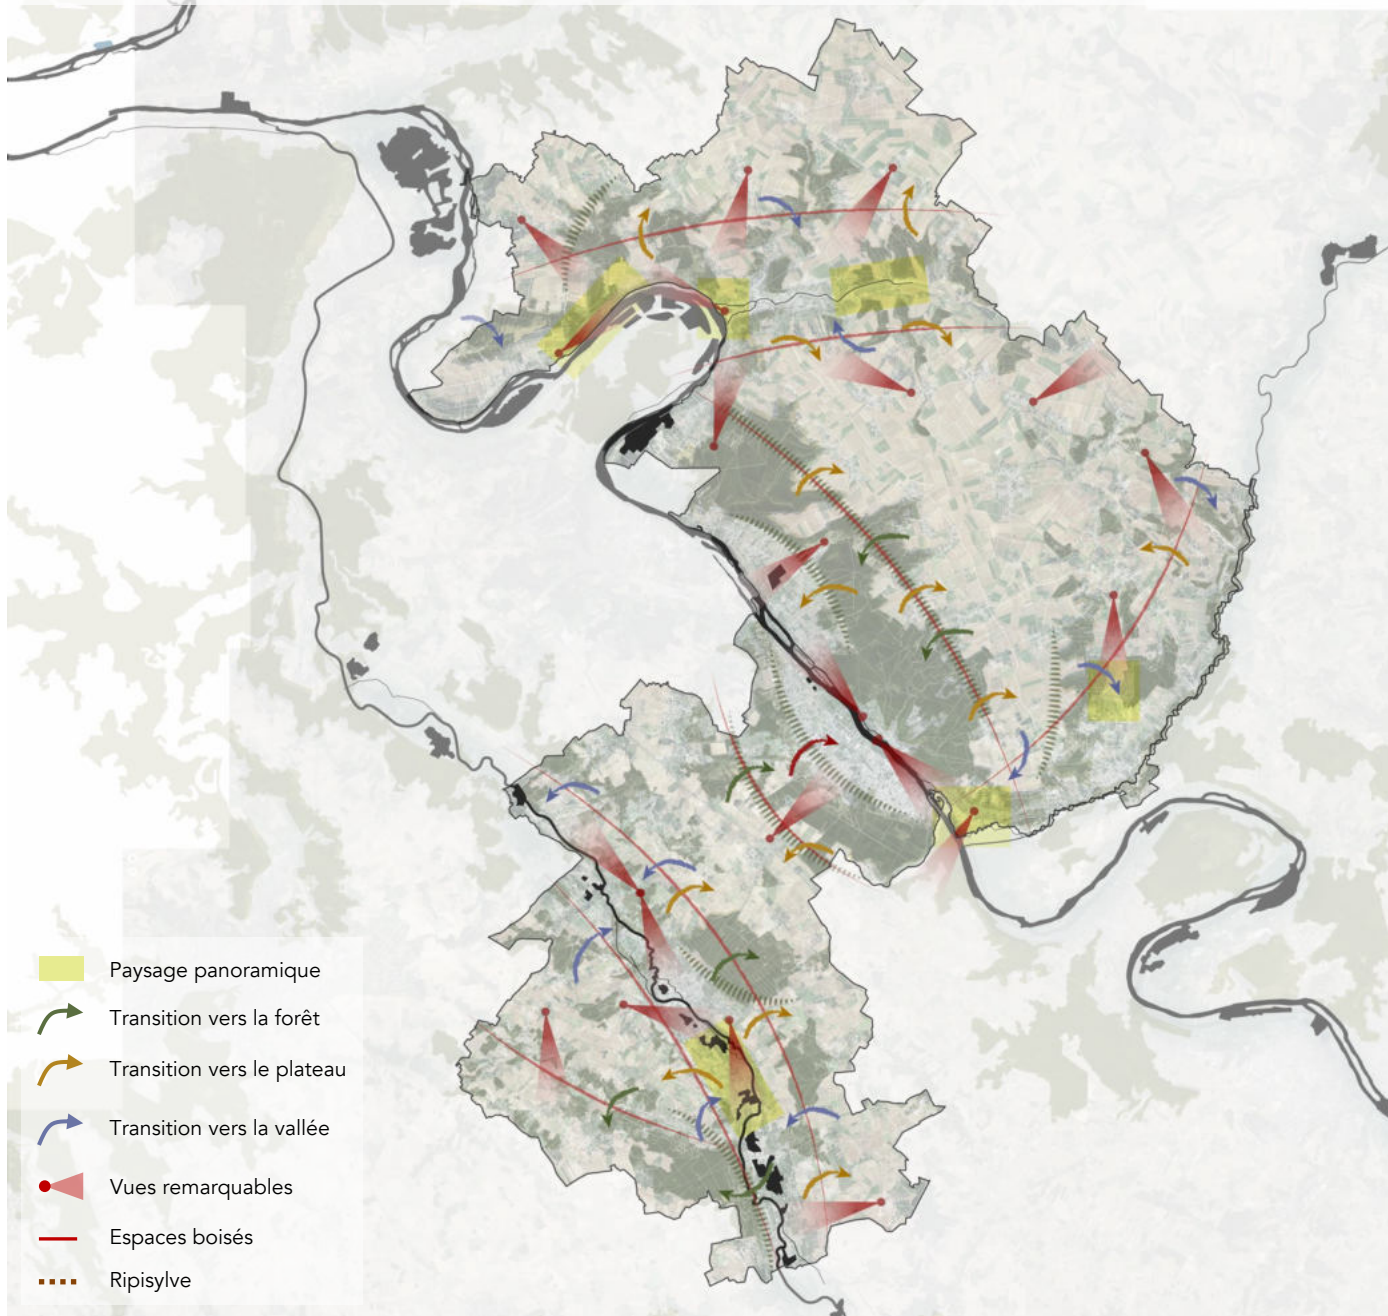 Paysage panoramique
Transition vers la forêt
Transition vers le plateau
Transition vers la vallée
Vues remarquables
Espaces boisés
Ripisylve